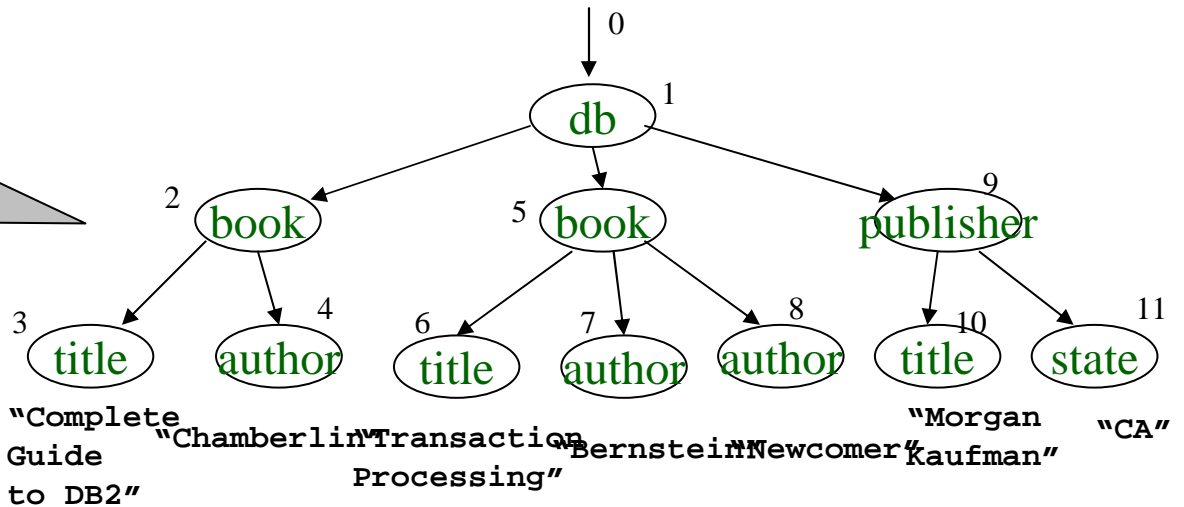 0
db
1
2
book
5
book
9
publisher
3
title
4
author
6
title
7
author
8
author
10
title
11
state
“Complete
Guide
to DB2”
“Chamberlin”
“Transaction
Processing”
“Bernstein”
“Newcomer”
“Morgan
Kaufman”
“CA”